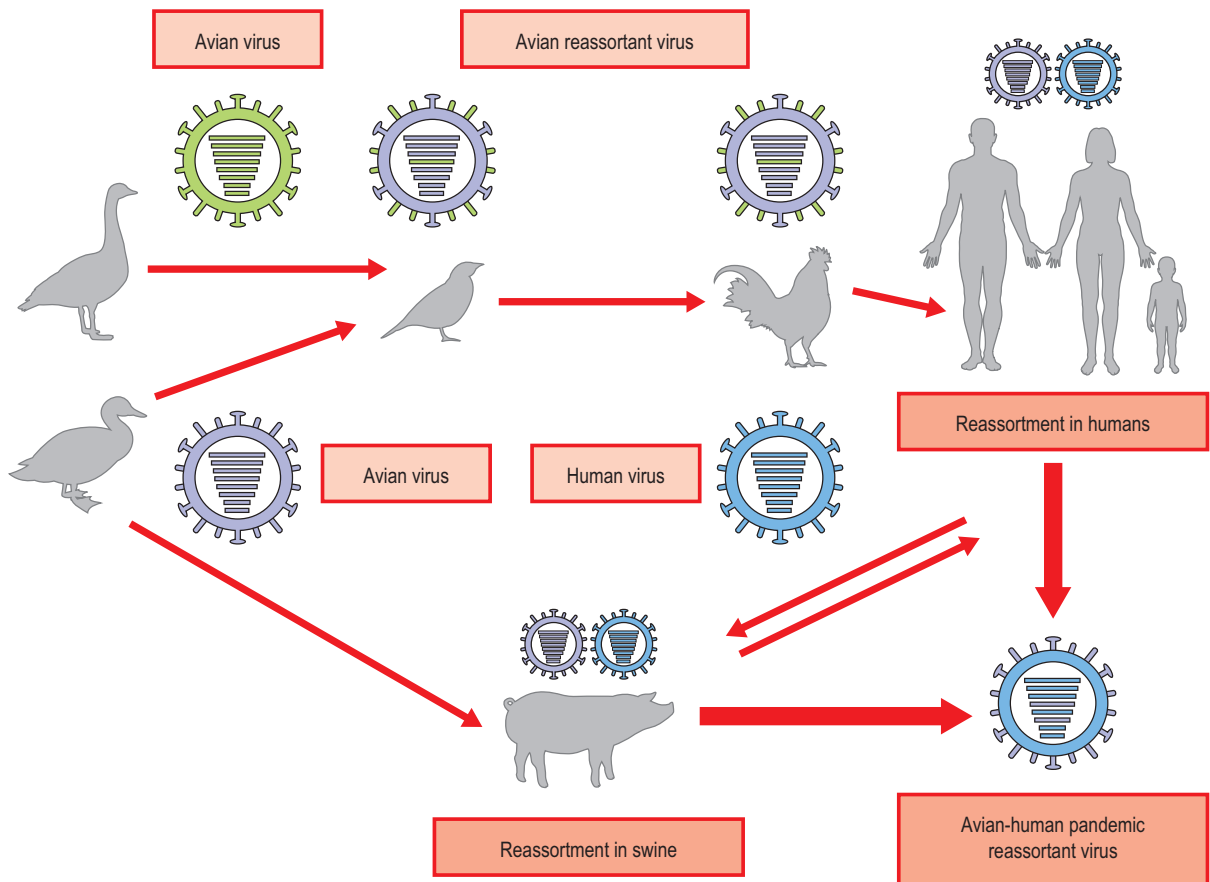 Avian virus
Avian reassortant virus
Reassortment in humans
Avian virus
Human virus
Reassortment in swine
Avian-human pandemic
reassortant virus